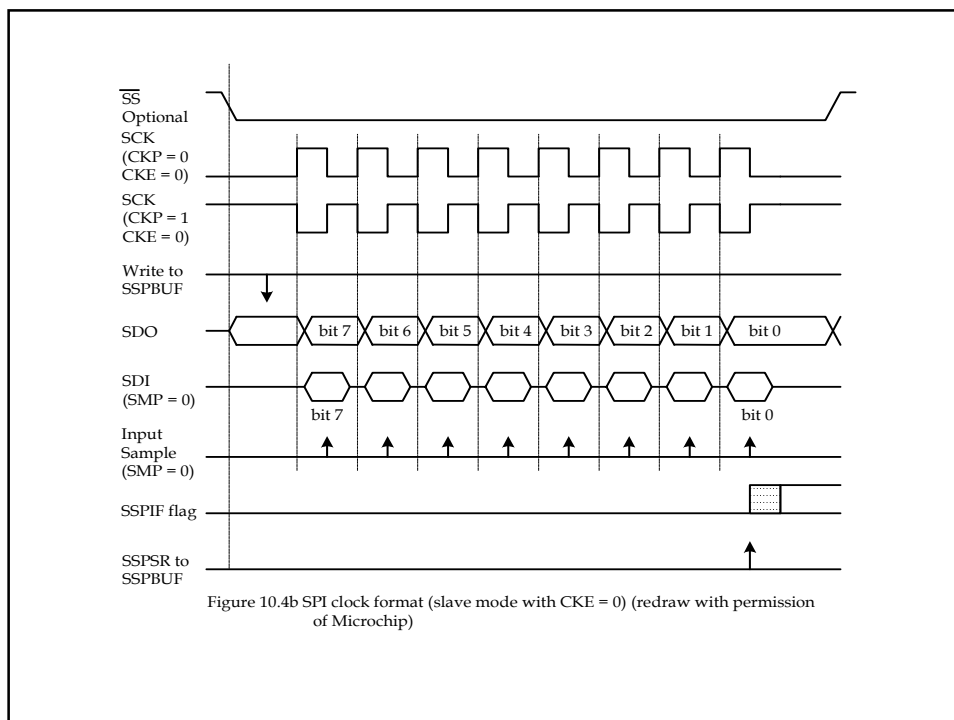 SS
Optional
SCK
(CKP = 0
CKE = 0)
SCK
(CKP = 1
CKE = 0)
Write to
SSPBUF
SDO
bit 7 bit 6 bit 5 bit 4 bit 3 bit 2 bit 1 bit 0
SDI
(SMP = 0)
bit 7 bit 0
Input
Sample
(SMP = 0)
SSPIF flag
SSPSR to
SSPBUF
Figure 10.4b SPI clock format (slave mode with CKE = 0) (redraw with permission
of Microchip)